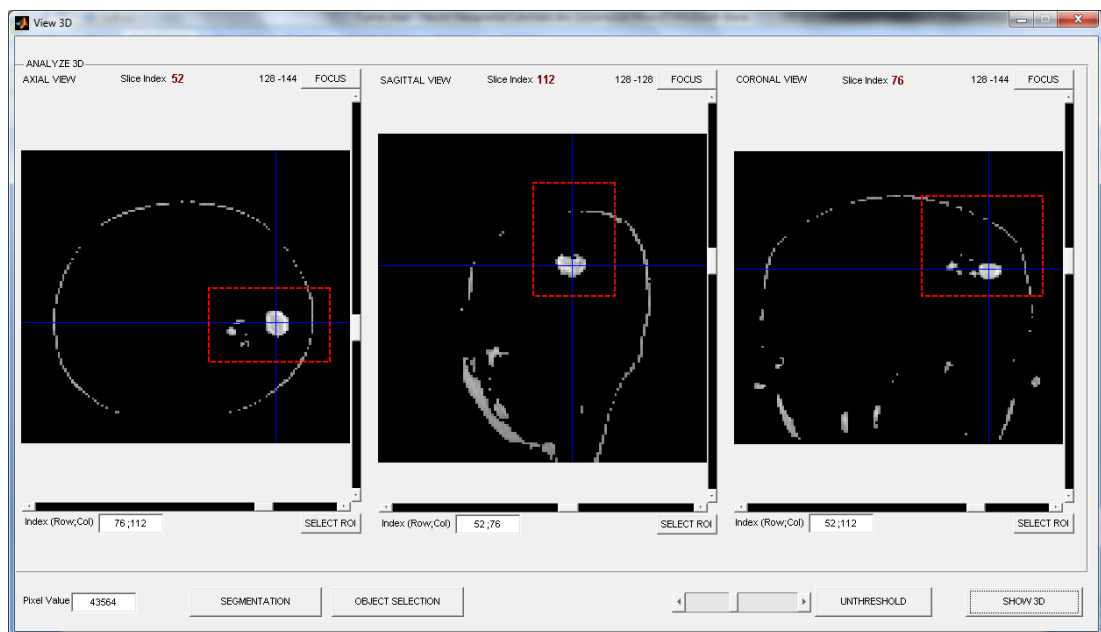 View 3D
ANALYZE 3D
AXIAL VIEW Slice Index 52 128 -144 FOCUS
SAGITTAL VIEW Slice Index 112 128 -128 FOCUS
CORONAL VIEW Slice Index 76 128 -144 FOCUS
Index (Row;Col) 76 ;112 SELECT ROI
Index (Row;Col) 52 ;76 SELECT ROI
Index (Row;Col) 52 ;112 SELECT ROI
Pixel Value 43564 SEGMENTATION OBJECT SELECTION UNTHRESHOLD SHOW 3D